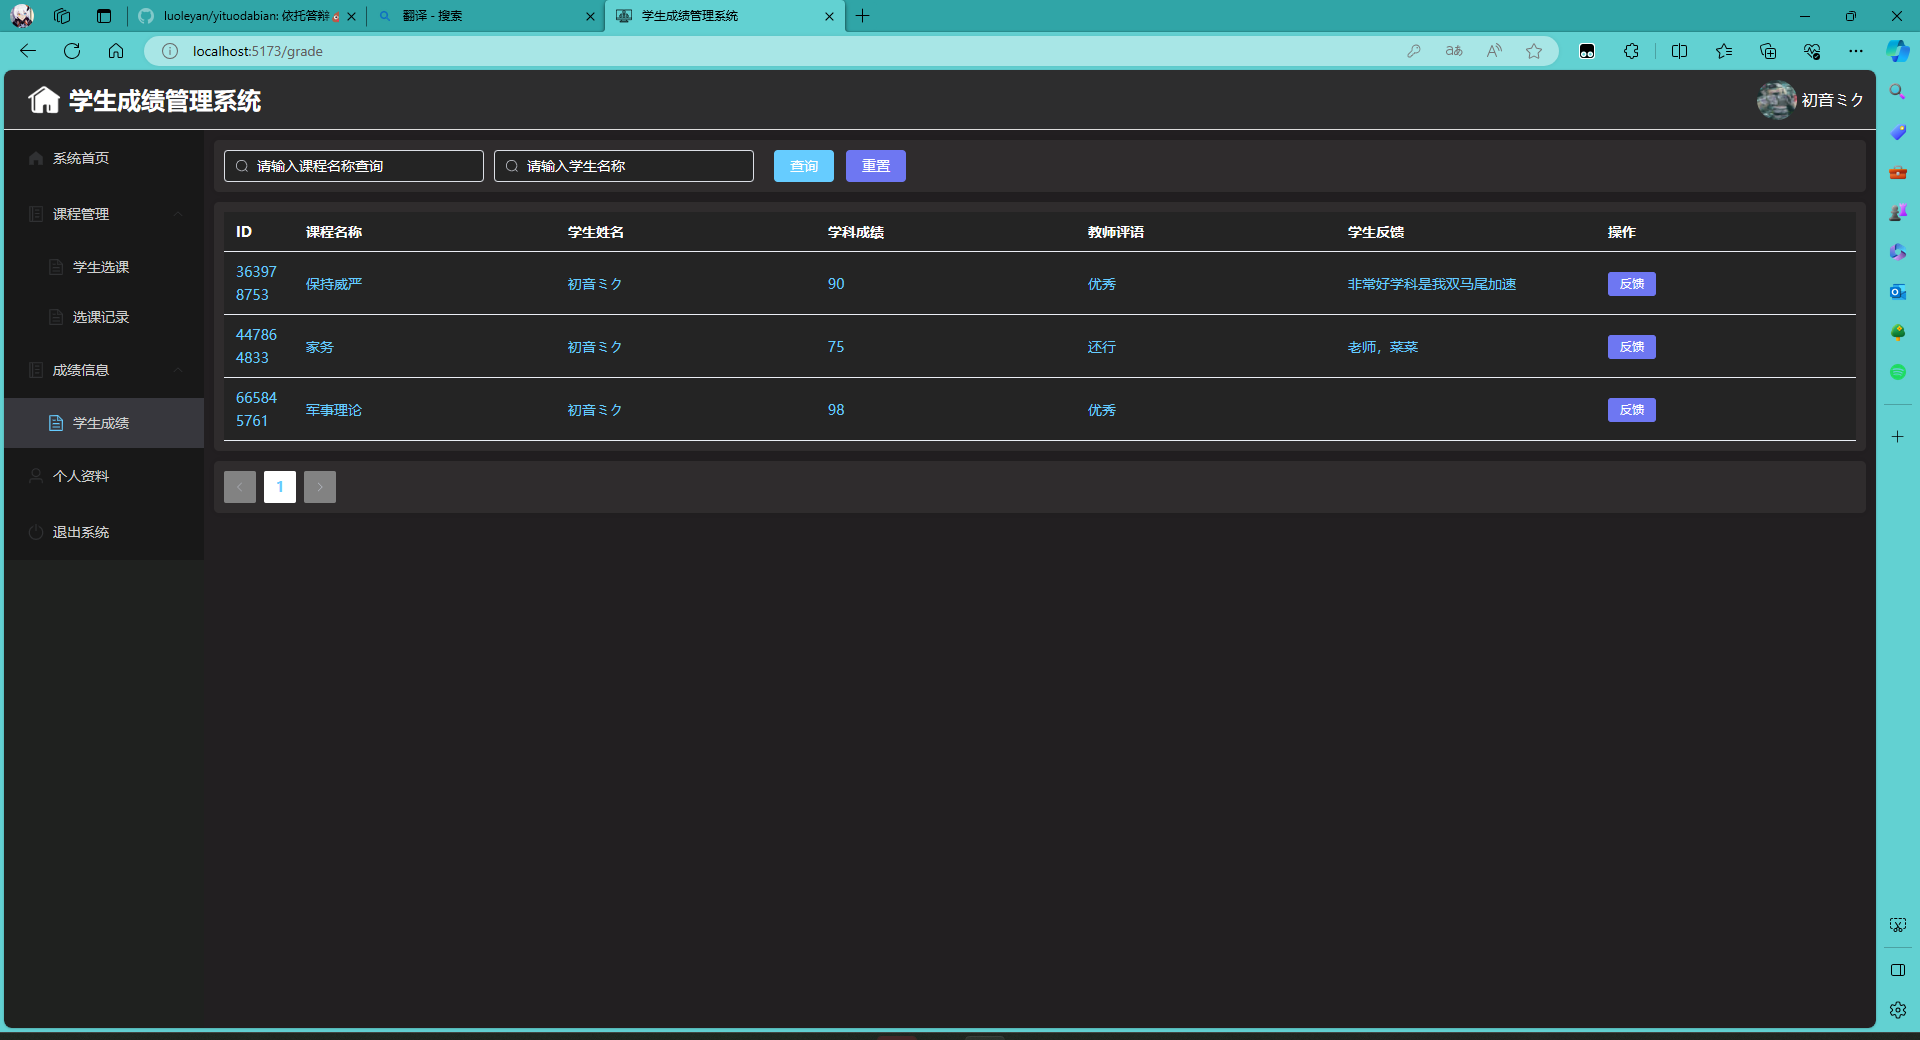 luoleyan/yituodabian: 依托答辩
翻译 - 搜索
学生成绩管理系统
localhost:5173/grade
学生成绩管理系统
初音ミク
系统首页
课程管理
学生选课
选课记录
成绩信息
学生成绩
个人资料
退出系统
请输入课程名称查询 请输入学生名称 查询 重置
ID 课程名称 学生姓名 学科成绩 教师评语 学生反馈 操作
363978753 保持威严 初音ミク 90 优秀 非常好学科是我双马尾加速 反馈
447864833 家务 初音ミク 75 还行 老师，菜菜 反馈
665845761 军事理论 初音ミク 98 优秀 反馈
1